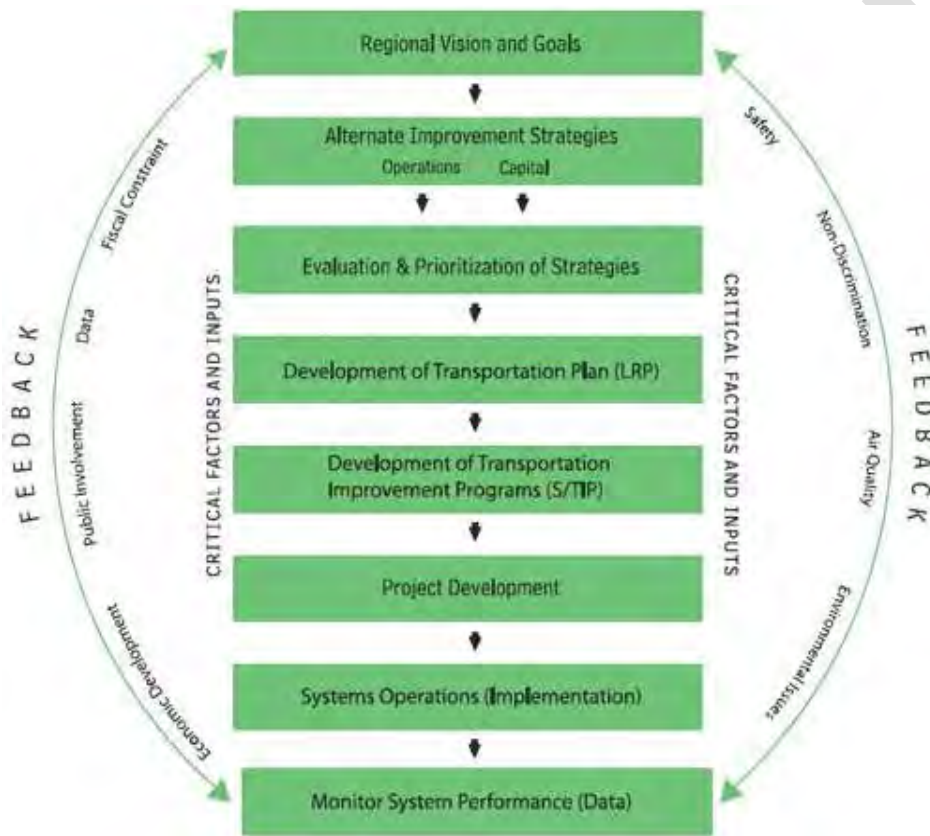 Regional Vision and Goals
Alternate Improvement Strategies
Operations Capital
Evaluation & Prioritization of Strategies
Development of Transportation Plan (LRP)
Development of Transportation
Improvement Programs (S/TIP)
Project Development
Systems Operations (Implementation)
Monitor System Performance (Data)
FEEDBACK
Fiscal Constraint
Data
Public Involvement
Economic Development
CRITICAL FACTORS AND INPUTS
CRITICAL FACTORS AND INPUTS
Safety
Non-Discrimination
Air Quality
Environmental Issues
FEEDBACK